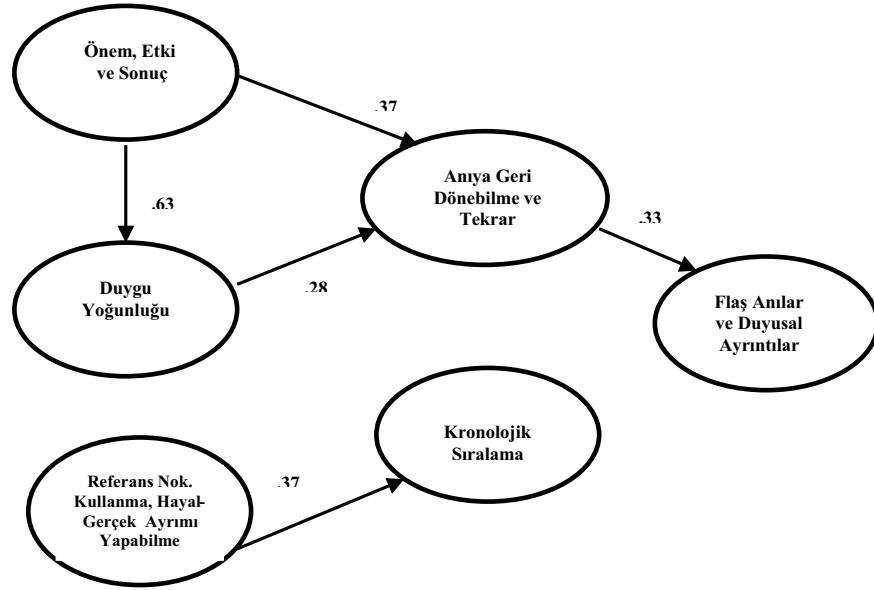 Önem, Etki
ve Sonuç
.37
Anıya Geri
Dönebilme ve
Tekrar
.63
.33
Duygu
Yoğunluğu
.28
Flaş Anılar
ve Duyusal
Ayrıntılar
Kronolojik
Sıralama
Referans Nok.
Kullanma, Hayal-
Gerçek Ayrımı
Yapabilme
.37